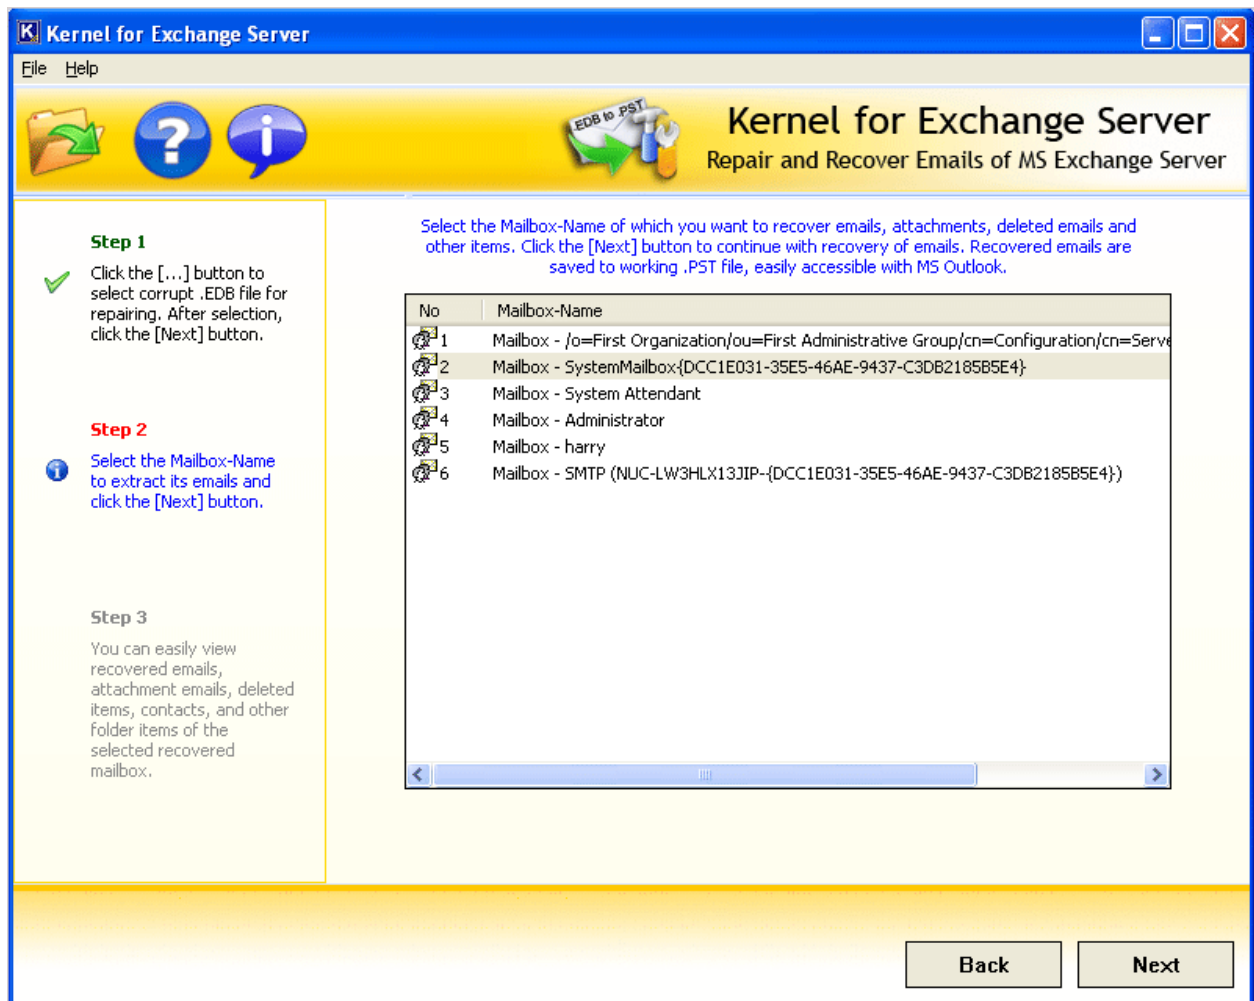 Kernel for Exchange Server
File Help
EDB to .PST
Kernel for Exchange Server
Repair and Recover Emails of MS Exchange Server
Step 1
Click the [...] button to
select corrupt .EDB file for
repairing. After selection,
click the [Next] button.
Step 2
Select the Mailbox-Name
to extract its emails and
click the [Next] button.
Step 3
You can easily view
recovered emails,
attachment emails, deleted
items, contacts, and other
folder items of the
selected recovered
mailbox.
Select the Mailbox-Name of which you want to recover emails, attachments, deleted emails and
other items. Click the [Next] button to continue with recovery of emails. Recovered emails are
saved to working .PST file, easily accessible with MS Outlook.
No Mailbox-Name
1 Mailbox - /o=First Organization/ou=First Administrative Group/cn=Configuration/cn=Serve
2 Mailbox - SystemMailbox{DCC1E031-35E5-46AE-9437-C3DB2185B5E4}
3 Mailbox - System Attendant
4 Mailbox - Administrator
5 Mailbox - harry
6 Mailbox - SMTP (NUC-LW3HLX13JIP-{DCC1E031-35E5-46AE-9437-C3DB2185B5E4})
Back Next